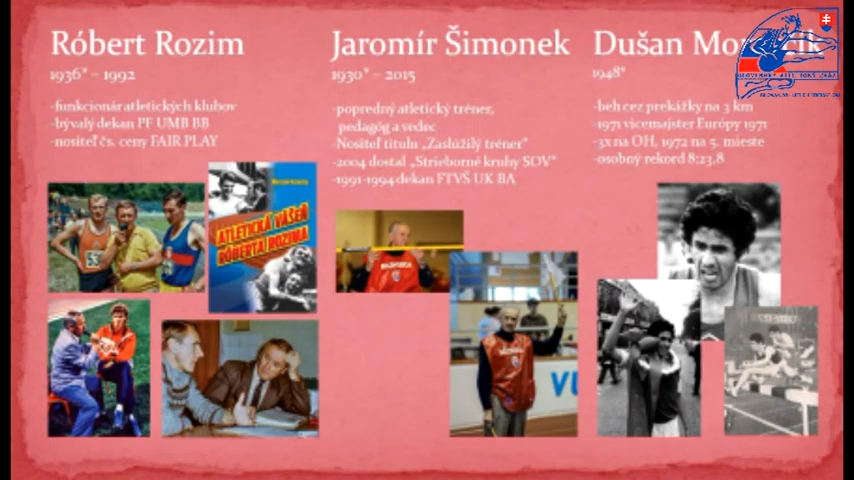 Róbert Rozim
1936* – 1992
-funkcionár atletických klubov
-bývalý dekan PF UMB BB
-nositeľ čs. ceny FAIR PLAY
ATLETICKÁ VÁŠEŇ
RÓBERTA ROZIMA
Jaromír Šimonek
1930* – 2015
-popredný atletický tréner,
pedagóg a vedec
-Nositeľ titulu „Zaslúžilý tréner"
-2004 dostal „Strieborné kruhy SOV"
-1991-1994 dekan FTVŠ UK BA
Dušan
1948*
-beh cez prekážky na 3 km
-1971 vicemajster Európy 1971
-3x na OH, 1972 na 5. mieste
-osobný rekord 8:23,8
SLOVENSKÝ ATLETICKÝ ZVÄZ